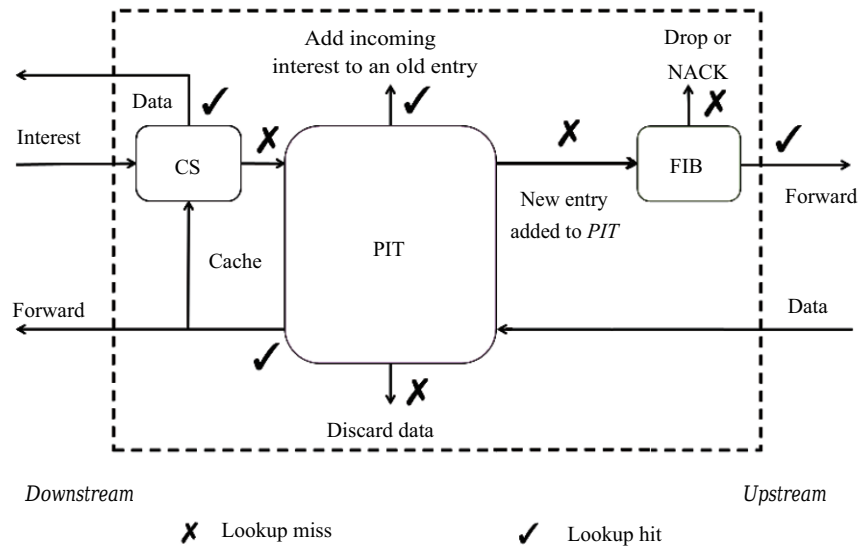 Add incoming
interest to an old entry
Drop or
NACK
Data
Interest
CS
PIT
FIB
New entry
added to PIT
Forward
Cache
Forward
Data
Discard data
Downstream
Upstream
Lookup miss
Lookup hit